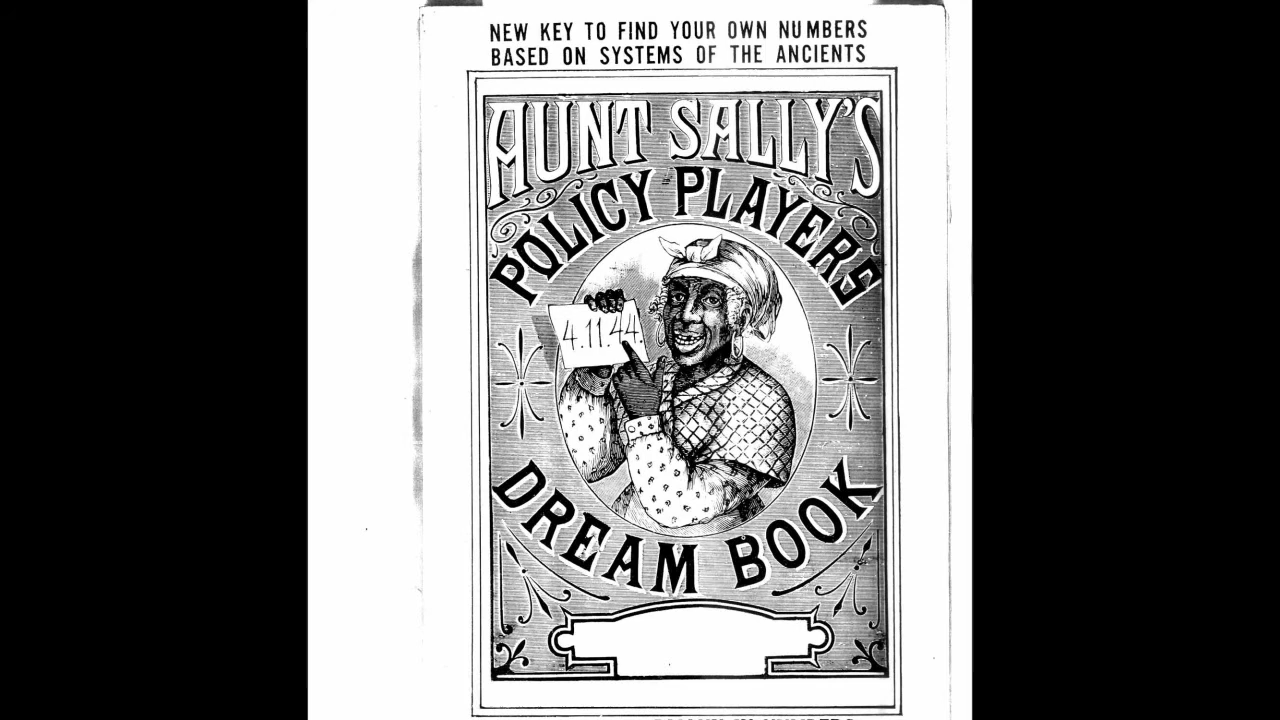 NEW KEY TO FIND YOUR OWN NUMBERS
BASED ON SYSTEMS OF THE ANCIENTS
AUNT SALLY'S
POLICY PLAYERS
4.11.44.
DREAM BOOK